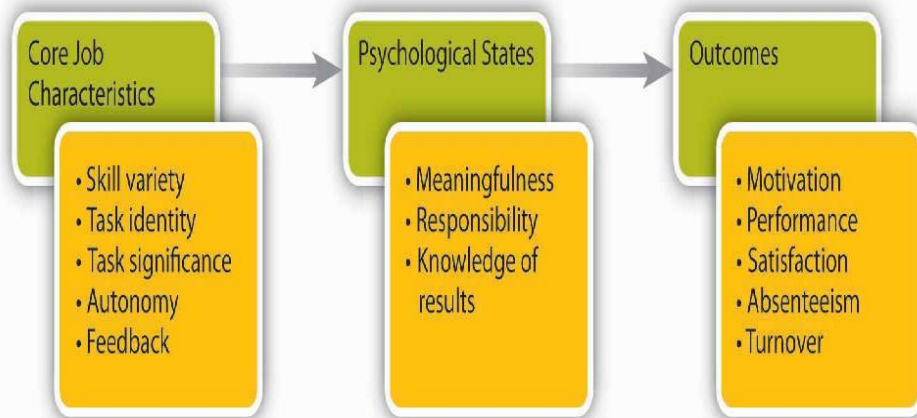 Core Job
Characteristics
• Skill variety
• Task identity
• Task significance
• Autonomy
• Feedback
Psychological States
• Meaningfulness
• Responsibility
• Knowledge of
results
Outcomes
• Motivation
• Performance
• Satisfaction
• Absenteeism
• Turnover